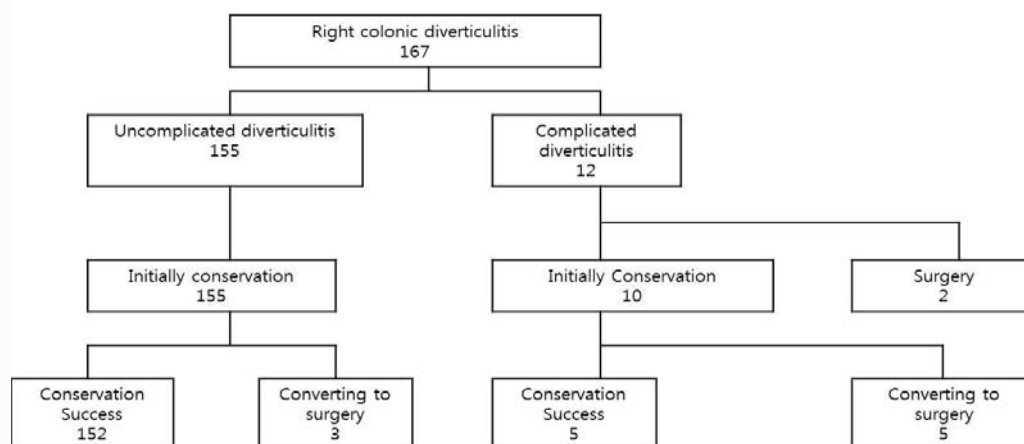 Right colonic diverticulitis
167
Uncomplicated diverticulitis
155
Complicated
diverticulitis
12
Initially conservation
155
Initially Conservation
10
Surgery
2
Conservation
Success
152
Converting to
surgery
3
Conservation
Success
5
Converting to
surgery
5